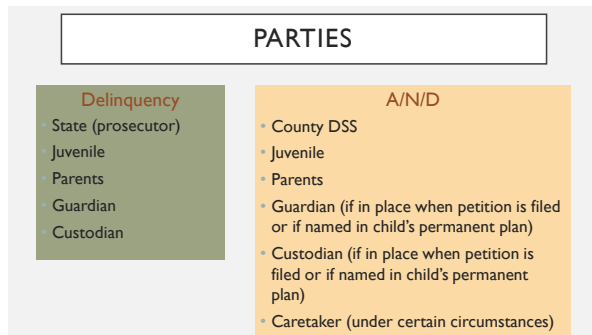 PARTIES
Delinquency
• State (prosecutor)
• Juvenile
• Parents
• Guardian
• Custodian
A/N/D
• County DSS
• Juvenile
• Parents
• Guardian (if in place when petition is filed
or if named in child's permanent plan)
• Custodian (if in place when petition is
filed or if named in child's permanent
plan)
• Caretaker (under certain circumstances)